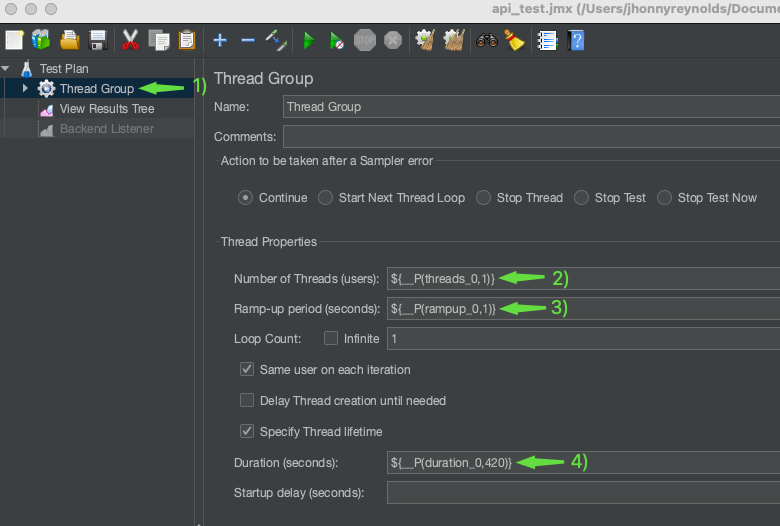 api_test.jmx (/Users/jhonnyreynolds/Docume
STOP
Test Plan
Thread Group
1)
View Results Tree
Backend Listener
Thread Group
Name: Thread Group
Comments:
Action to be taken after a Sampler error
Continue Start Next Thread Loop Stop Thread Stop Test Stop Test Now
Thread Properties
Number of Threads (users): ${__P(threads_0,1)} 2)
Ramp-up period (seconds): ${__P(rampup_0,1)} 3)
Loop Count: Infinite 1
Same user on each iteration
Delay Thread creation until needed
Specify Thread lifetime
Duration (seconds): ${__P(duration_0,420)} 4)
Startup delay (seconds):